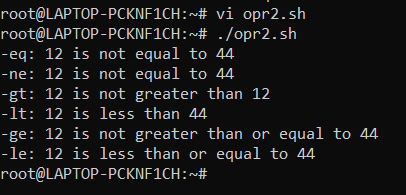 root@LAPTOP-PCKNF1CH:~# vi opr2.sh
root@LAPTOP-PCKNF1CH:~# ./opr2.sh
-eq: 12 is not equal to 44
-ne: 12 is not equal to 44
-gt: 12 is not greater than 12
-lt: 12 is less than 44
-ge: 12 is not greater than or equal to 44
-le: 12 is less than or equal to 44
root@LAPTOP-PCKNF1CH:~#